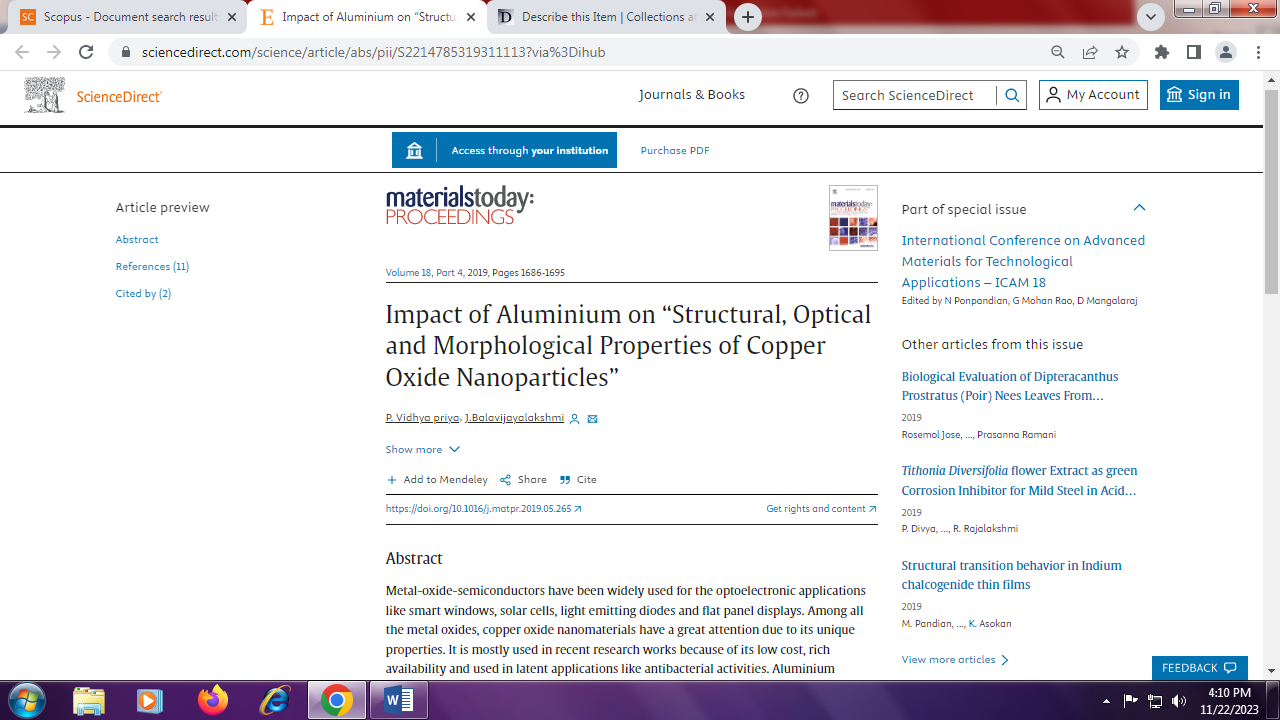 Scopus - Document search result
Impact of Aluminium on “Structu
Describe this Item | Collections a
sciencedirect.com/science/article/abs/pii/S2214785319311113?via%3Dihub
ScienceDirect
Journals & Books
Search ScienceDirect
My Account
Sign in
Access through your institution
Purchase PDF
Article preview
Abstract
References (11)
Cited by (2)
materialstoday:
PROCEEDINGS
Volume 18, Part 4, 2019, Pages 1686-1695
Impact of Aluminium on “Structural, Optical
and Morphological Properties of Copper
Oxide Nanoparticles”
P. Vidhya priya, J.Balavijayalakshmi
Show more
Add to Mendeley
Share
Cite
https://doi.org/10.1016/j.matpr.2019.05.265
Get rights and content
Abstract
Metal-oxide-semiconductors have been widely used for the optoelectronic applications
like smart windows, solar cells, light emitting diodes and flat panel displays. Among all
the metal oxides, copper oxide nanomaterials have a great attention due to its unique
properties. It is mostly used in recent research works because of its low cost, rich
availability and used in latent applications like antibacterial activities. Aluminium
Part of special issue
International Conference on Advanced
Materials for Technological
Applications – ICAM 18
Edited by N Ponpandian, G Mohan Rao, D Mangalaraj
Other articles from this issue
Biological Evaluation of Dipteracanthus
Prostratus (Poir) Nees Leaves From…
2019
Rosemol Jose, …, Prasanna Ramani
Tithonia Diversifolia flower Extract as green
Corrosion Inhibitor for Mild Steel in Acid…
2019
P. Divya, …, R. Rajalakshmi
Structural transition behavior in Indium
chalcogenide thin films
2019
M. Pandian, …, K. Asokan
View more articles
FEEDBACK
4:10 PM
11/22/2023